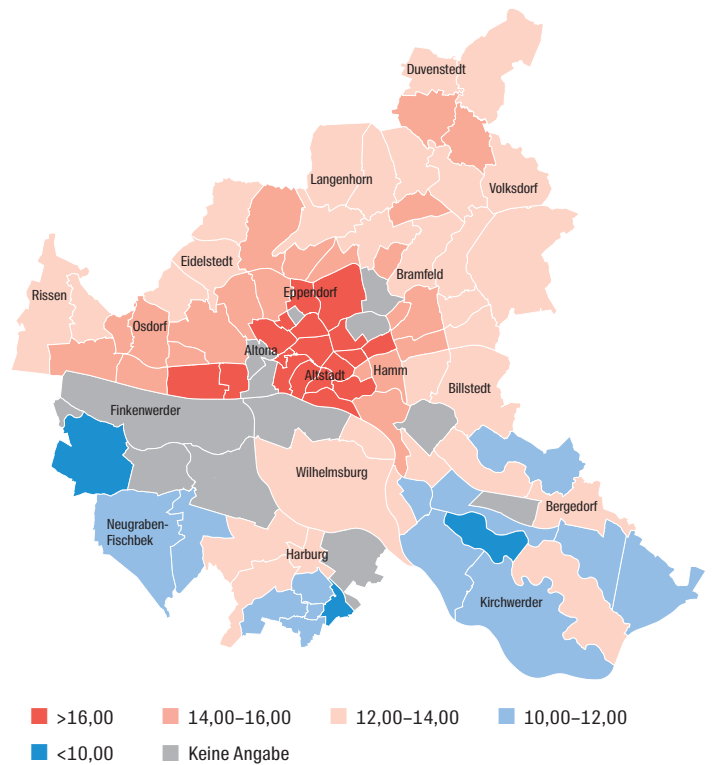 Duvenstedt
Langenhorn
Volksdorf
Eidelstedt
Bramfeld
Rissen
Eppendorf
Osdorf
Altona
Altstadt
Hamm
Billstedt
Finkenwerder
Wilhelmsburg
Bergedorf
Neugraben-
Fischbek
Harburg
Kirchwerder
>16,00 14,00–16,00 12,00–14,00 10,00–12,00
<10,00 Keine Angabe